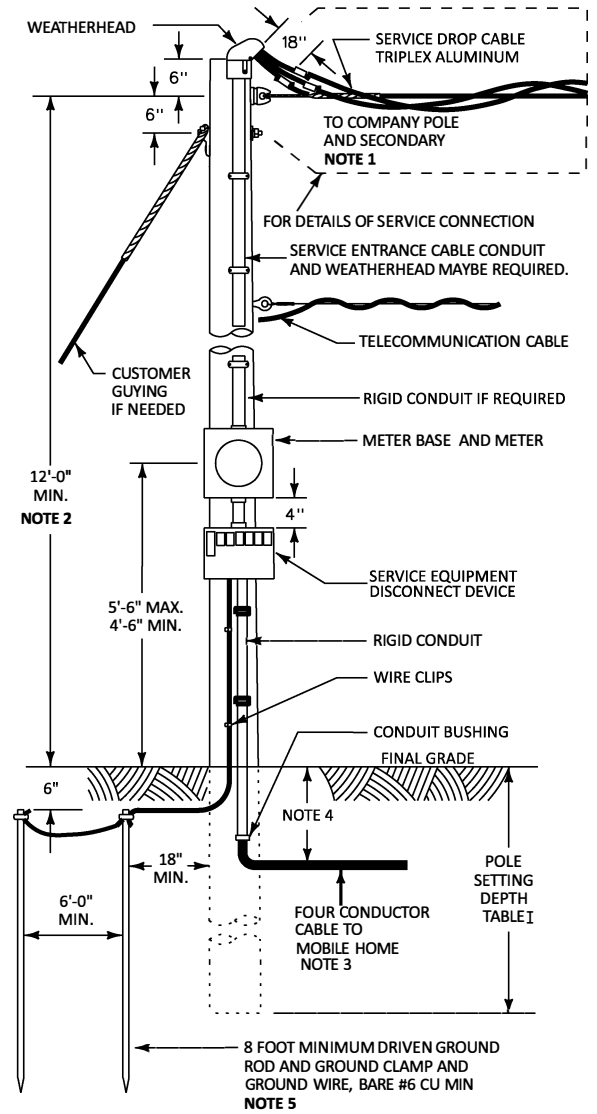 WEATHERHEAD
18''
SERVICE DROP CABLE
TRIPLEX ALUMINUM
6''
6''
TO COMPANY POLE
AND SECONDARY
NOTE 1
FOR DETAILS OF SERVICE CONNECTION
SERVICE ENTRANCE CABLE CONDUIT
AND WEATHERHEAD MAYBE REQUIRED.
TELECOMMUNICATION CABLE
CUSTOMER
GUYING
IF NEEDED
RIGID CONDUIT IF REQUIRED
METER BASE AND METER
12'-0"
MIN.
NOTE 2
4''
SERVICE EQUIPMENT
DISCONNECT DEVICE
5'-6" MAX.
4'-6" MIN.
RIGID CONDUIT
WIRE CLIPS
CONDUIT BUSHING
FINAL GRADE
6"
NOTE 4
18"
MIN.
POLE
SETTING
DEPTH
TABLE I
6'-0"
MIN.
FOUR CONDUCTOR
CABLE TO
MOBILE HOME
NOTE 3
8 FOOT MINIMUM DRIVEN GROUND
ROD AND GROUND CLAMP AND
GROUND WIRE, BARE #6 CU MIN
NOTE 5